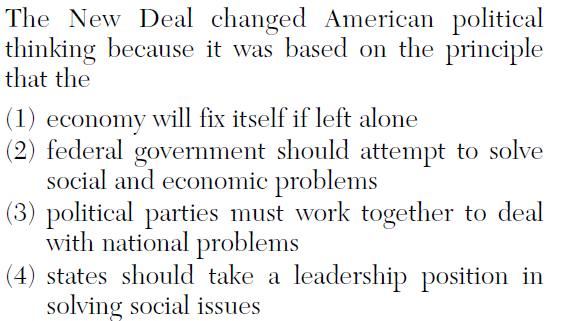 The New Deal changed American political
thinking because it was based on the principle
that the
(1) economy will fix itself if left alone
(2) federal government should attempt to solve
social and economic problems
(3) political parties must work together to deal
with national problems
(4) states should take a leadership position in
solving social issues